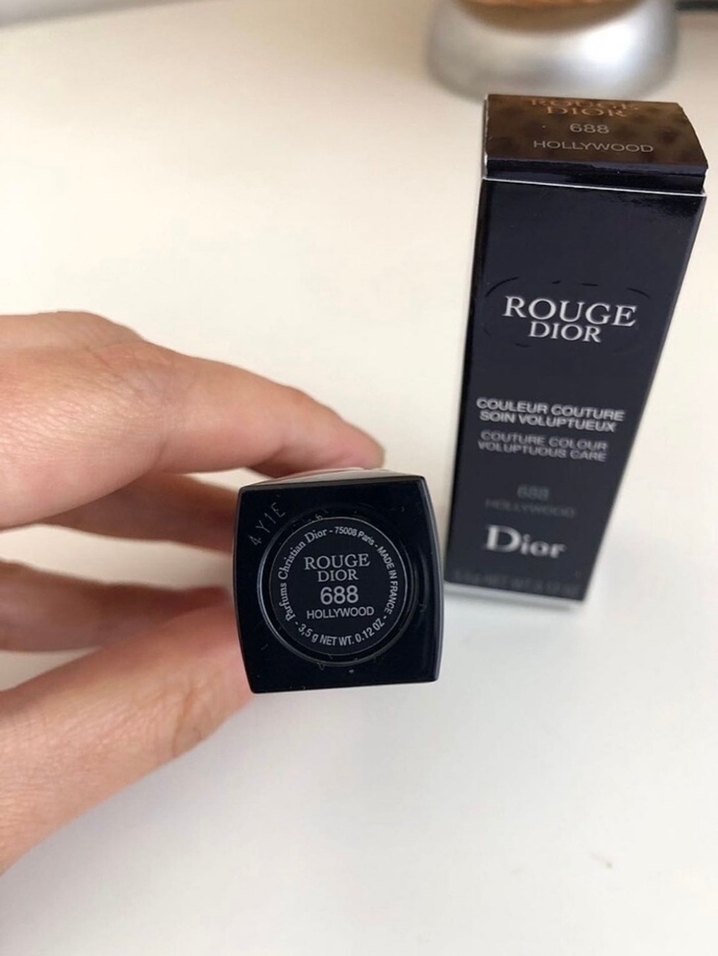 ROUGE
DIOR
688
HOLLYWOOD
ROUGE
DIOR
COULEUR COUTURE
SOIN VOLUPTUEUX
COUTURE COLOUR
VOLUPTUOUS CARE
688
HOLLYWOOD
Dior
4Y1E
Parfums Christian Dior - 75008 Paris - MADE IN FRANCE
- 3,5 g NET WT. 0.12 OZ -
ROUGE
DIOR
688
HOLLYWOOD